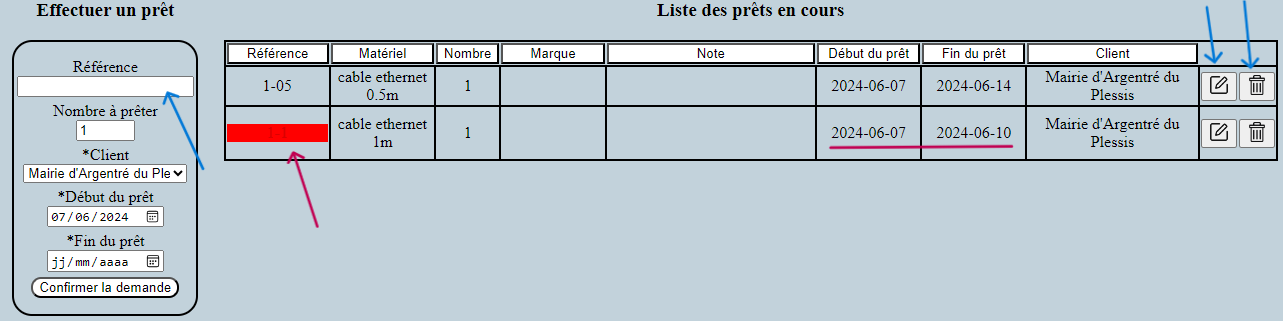 Effectuer un prêt
Référence
Nombre à prêter
1
*Client
Mairie d'Argentré du Ple
*Début du prêt
07/06/2024
*Fin du prêt
jj/mm/aaaa
Confirmer la demande
Liste des prêts en cours
Référence Matériel Nombre Marque Note Début du prêt Fin du prêt Client
1-05 cable ethernet 0.5m 1 2024-06-07 2024-06-14 Mairie d'Argentré du Plessis
cable ethernet 1m 1 2024-06-07 2024-06-10 Mairie d'Argentré du Plessis